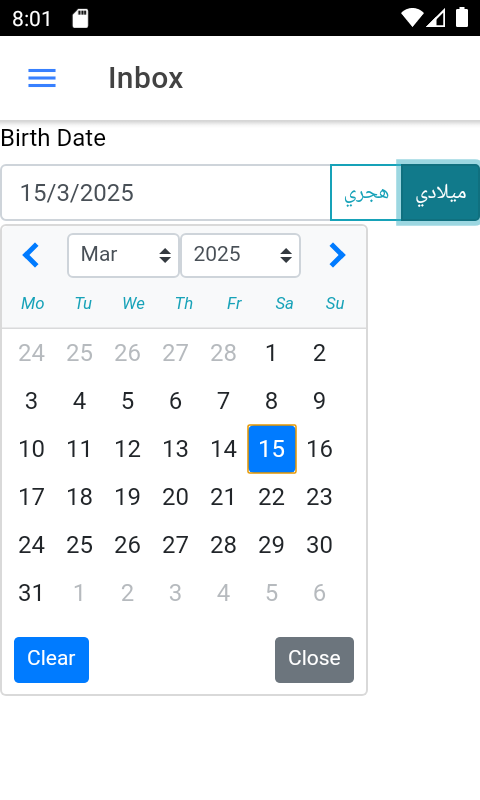 8:01
Inbox
Birth Date
15/3/2025 هجري ميلادي
Mar 2025
Mo Tu We Th Fr Sa Su
24 25 26 27 28 1 2
3 4 5 6 7 8 9
10 11 12 13 14 15 16
17 18 19 20 21 22 23
24 25 26 27 28 29 30
31 1 2 3 4 5 6
Clear Close